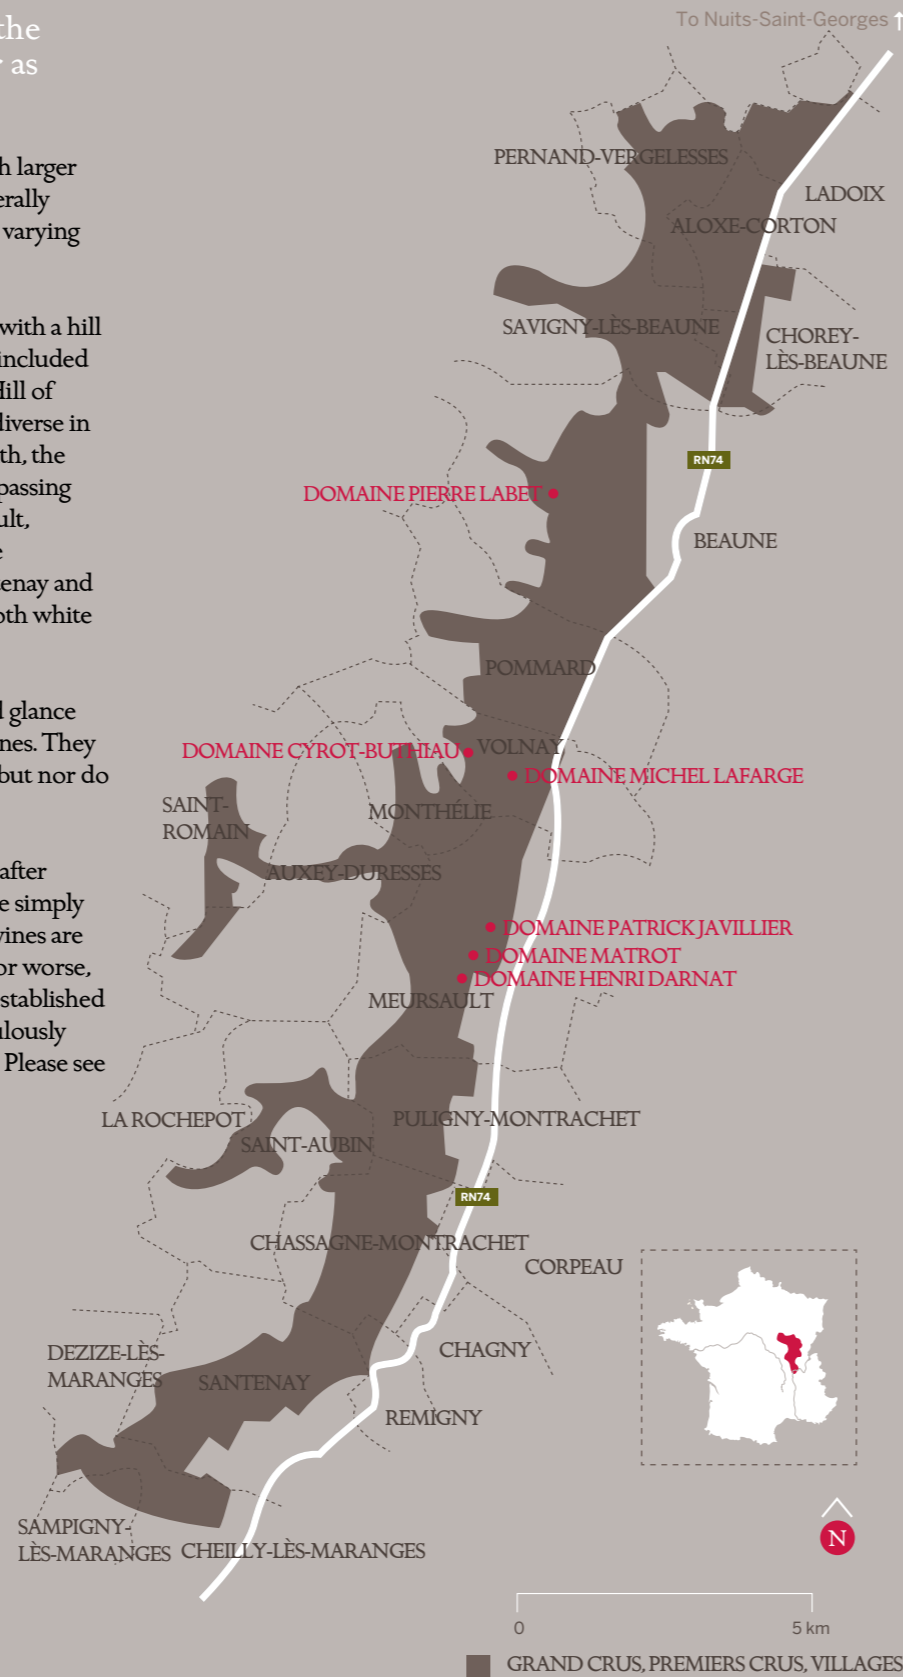 the
as
To Nuits-Saint-Georges
larger
erally
varying
with a hill
included
Hill of
diverse in
th, the
passing
ult,
e
enay and
oth white
glance
nes. They
but nor do
after
e simply
vines are
or worse,
established
ulously
Please see
PERNAND-VERGELESSES
LADOIX
ALOXE-CORTON
SAVIGNY-LÈS-BEAUNE
CHOREY-
LÈS-BEAUNE
RN74
DOMAINE PIERRE LABET
BEAUNE
POMMARD
VOLNAY
DOMAINE CYROT-BUTHIAU
DOMAINE MICHEL LAFARGE
SAINT-
ROMAIN
MONTHÉLIE
AUXEY-DURESSES
DOMAINE PATRICK JAVILLIER
DOMAINE MATROT
DOMAINE HENRI DARNAT
MEURSAULT
LA ROCHEPOT
PULIGNY-MONTRACHET
SAINT-AUBIN
RN74
CHASSAGNE-MONTRACHET
CORPEAU
DEZIZE-LÈS-
MARANGES
SANTENAY
CHAGNY
REMIGNY
SAMPIGNY-
LÈS-MARANGES
CHEILLY-LÈS-MARANGES
N
0 5 km
GRAND CRUS, PREMIERS CRUS, VILLAGES